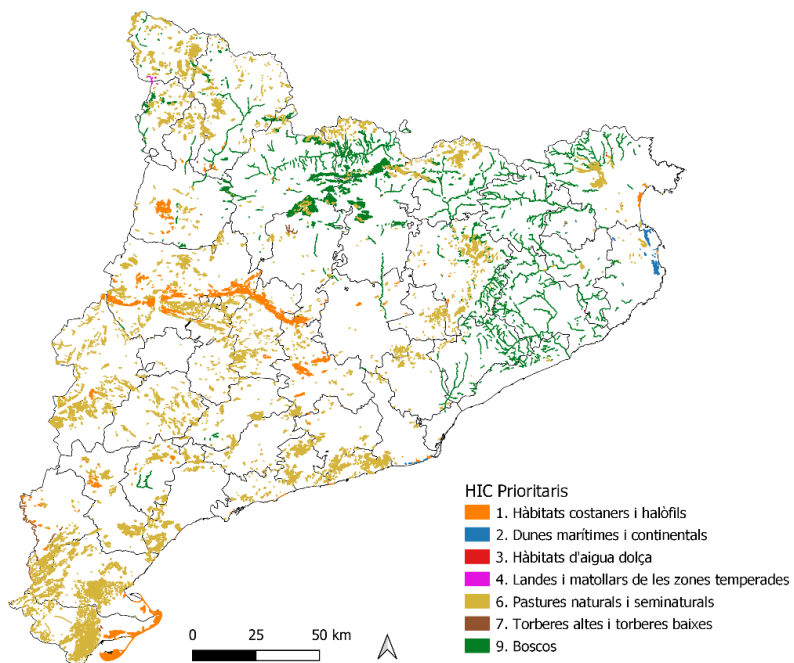 HIC Prioritaris
1. Hàbitats costaners i halòfils
2. Dunes marítimes i continentals
3. Hàbitats d'aigua dolça
4. Landes i matollars de les zones temperades
6. Pastures naturals i seminaturals
7. Torberes altes i torberes baixes
9. Boscos
0 25 50 km